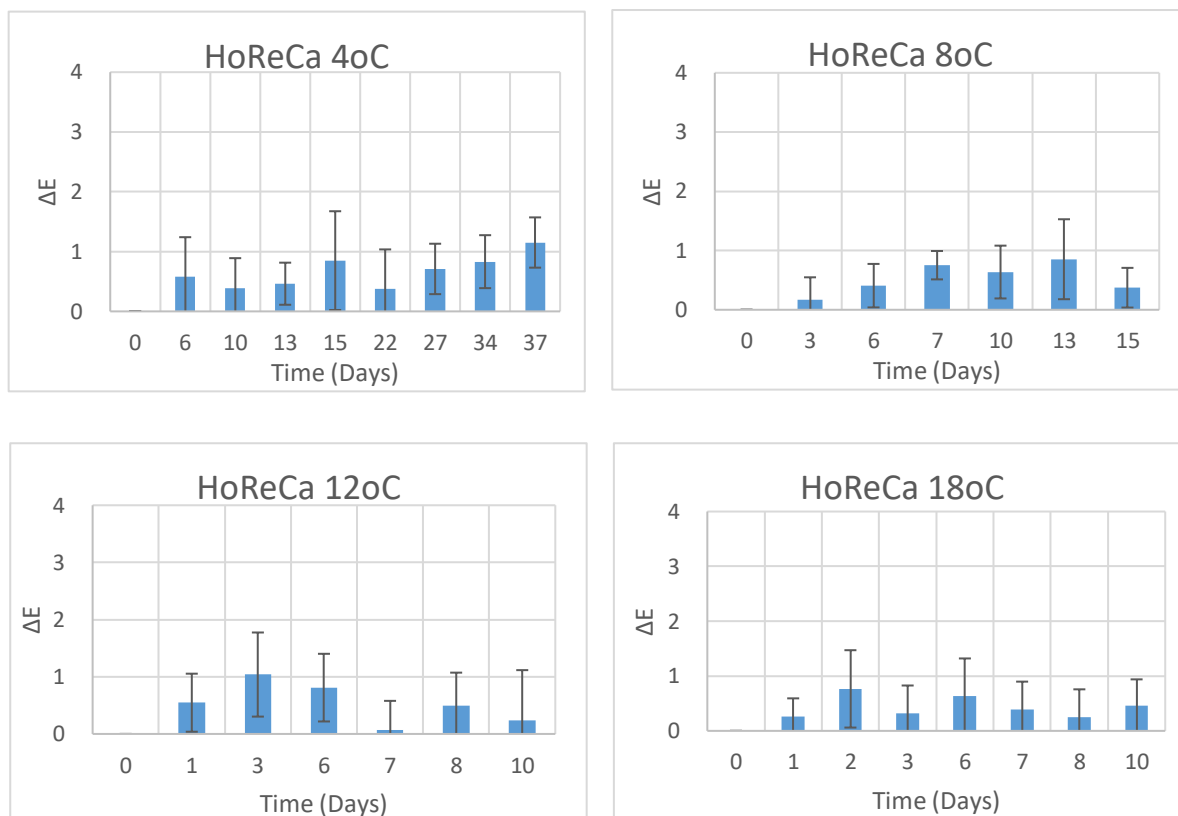 HoReCa 4oC
4
3
2
1
0
ΔE
0 6 10 13 15 22 27 34 37
Time (Days)
HoReCa 8oC
4
3
2
1
0
ΔE
0 3 6 7 10 13 15
Time (Days)
HoReCa 12oC
4
3
2
1
0
ΔE
0 1 3 6 7 8 10
Time (Days)
HoReCa 18oC
4
3
2
1
0
ΔE
0 1 2 3 6 7 8 10
Time (Days)